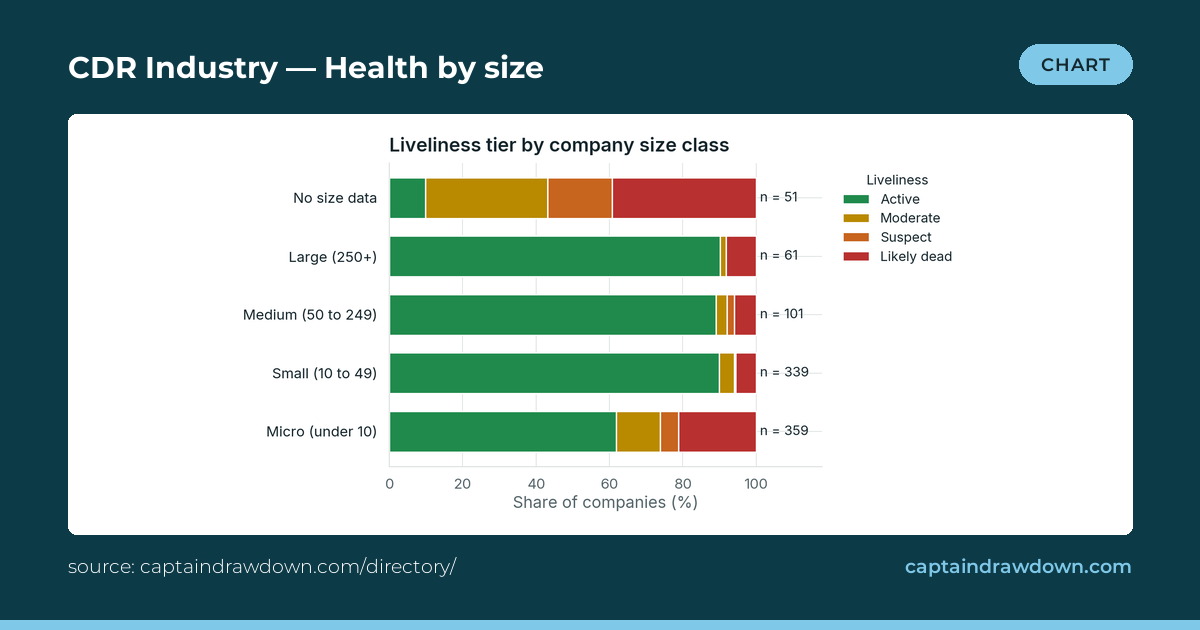 CDR Industry — Health by size
CHART
Liveliness tier by company size class
No size data
n = 51
Large (250+)
n = 61
Medium (50 to 249)
n = 101
Small (10 to 49)
n = 339
Micro (under 10)
n = 359
Liveliness
Active
Moderate
Suspect
Likely dead
0 20 40 60 80 100
Share of companies (%)
source: captaindrawdown.com/directory/
captaindrawdown.com